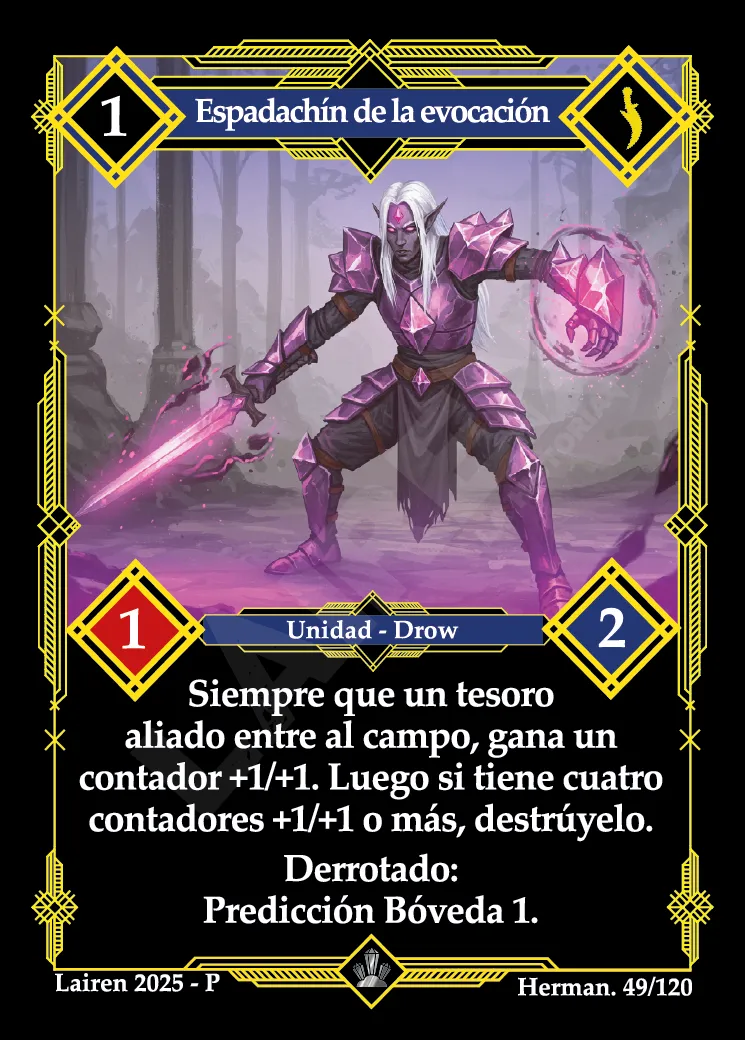 1
Espadachín de la evocación
1
Unidad - Drow
2
Siempre que un tesoro
aliado entre al campo, gana un
contador +1/+1. Luego si tiene cuatro
contadores +1/+1 o más, destrúyelo.
Derrotado:
Predicción Bóveda 1.
Lairen 2025 - P
Herman. 49/120